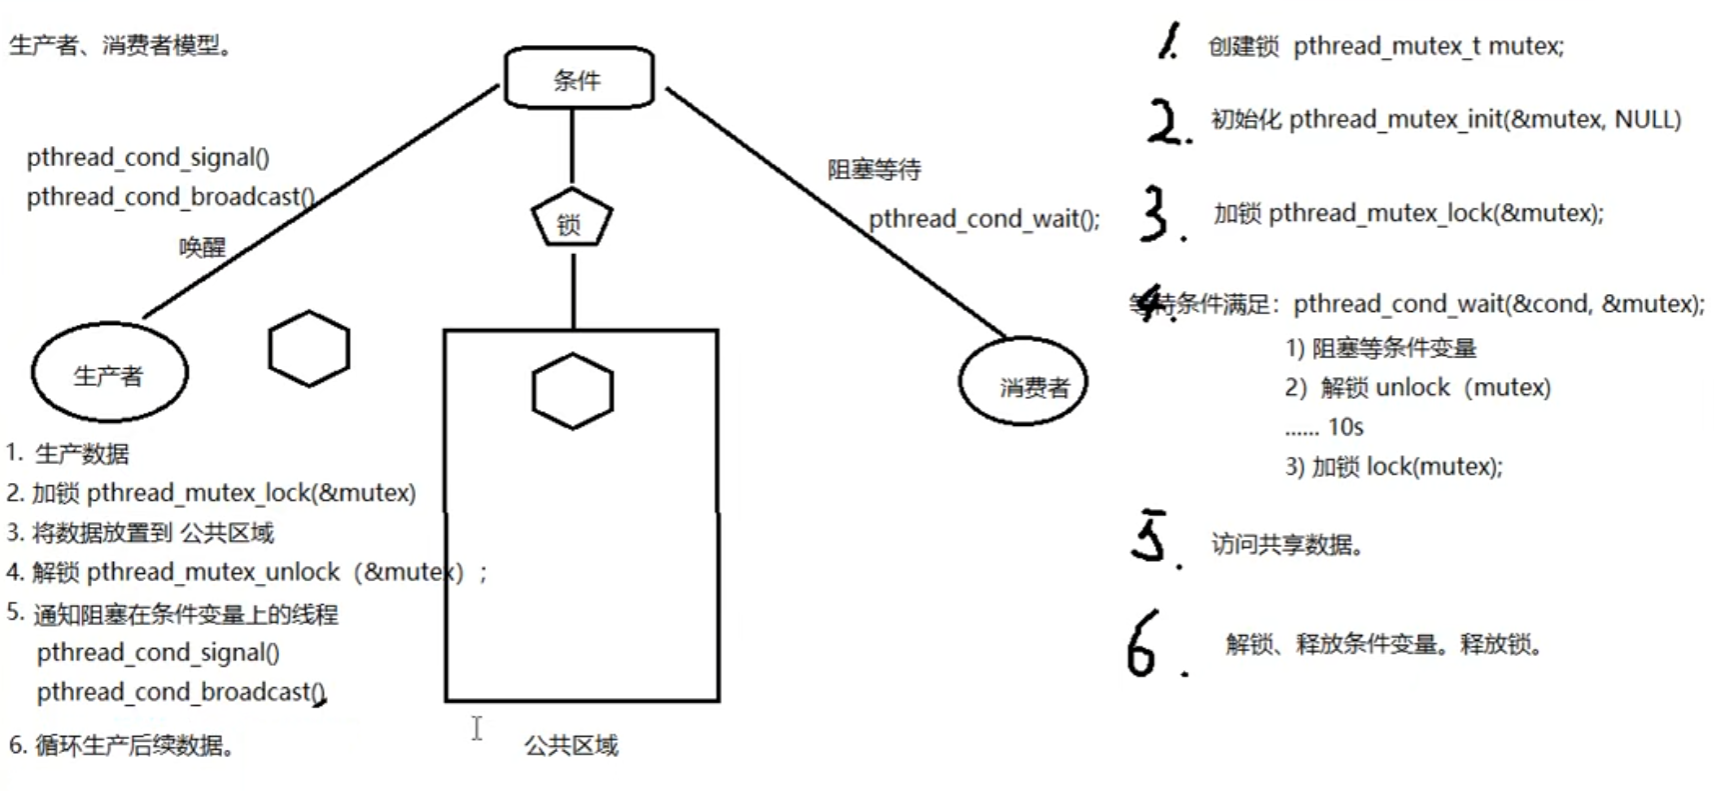 生产者、消费者模型。
条件
pthread_cond_signal()
pthread_cond_broadcast()
唤醒
锁
阻塞等待
pthread_cond_wait();
生产者
消费者
1. 生产数据
2. 加锁 pthread_mutex_lock(&mutex)
3. 将数据放置到 公共区域
4. 解锁 pthread_mutex_unlock（&mutex）;
5. 通知阻塞在条件变量上的线程
pthread_cond_signal()
pthread_cond_broadcast()
6. 循环生产后续数据。
公共区域
1. 创建锁 pthread_mutex_t mutex;
2. 初始化 pthread_mutex_init(&mutex, NULL)
3. 加锁 pthread_mutex_lock(&mutex);
4. 等待条件满足：pthread_cond_wait(&cond, &mutex);
1) 阻塞等条件变量
2）解锁 unlock（mutex)
...... 10s
3) 加锁 lock(mutex);
5. 访问共享数据。
6. 解锁、释放条件变量。释放锁。